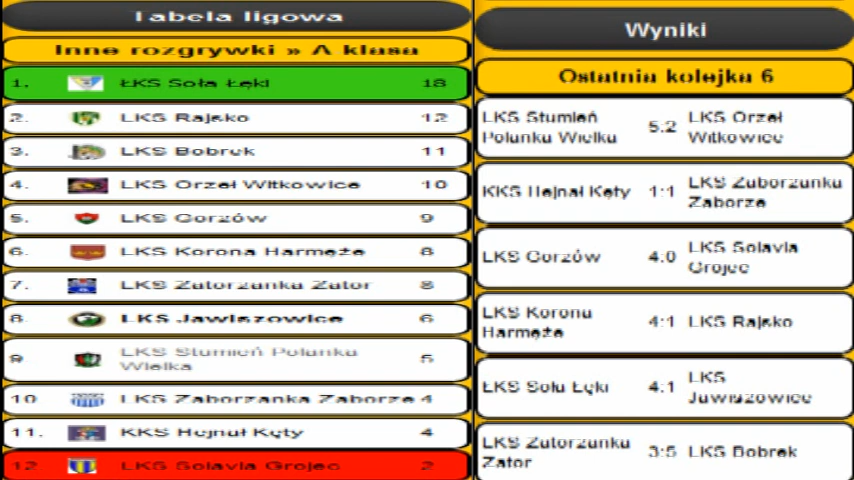 Tabela ligowa
Inne rozgrywki » A klasa
1. ŁKS Soła Łęki 18
2. LKS Rajsko 12
3. LKS Bobrek 11
4. LKS Orzeł Witkowice 10
5. LKS Gorzów 9
6. LKS Korona Harmęże 8
7. LKS Zatorzanka Zator 8
8. LKS Jawiszowice 6
9. LKS Strumień Polanka
Wielka 5
10 LKS Zaborzanka Zaborze 4
11. KKS Hejnał Kęty 4
12 LKS Solavia Grojec 2
Wyniki
Ostatnia kolejka 6
LKS Strumień
Polanka Wielka 5:2 LKS Orzeł
Witkowice
KKS Hejnał Kęty 1:1 LKS Zaborzanka
Zaborze
LKS Gorzów 4:0 LKS Solavia
Grojec
LKS Korona
Harmęże 4:1 LKS Rajsko
ŁKS Soła Łęki 4:1 LKS
Jawiszowice
LKS Zatorzanka
Zator 3:5 LKS Bobrek